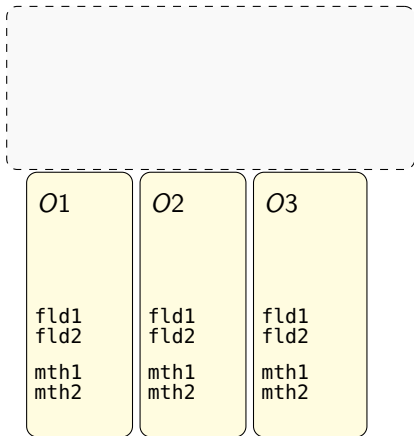 O1 O2 O3
fld1 fld1 fld1
fld2 fld2 fld2
mth1 mth1 mth1
mth2 mth2 mth2